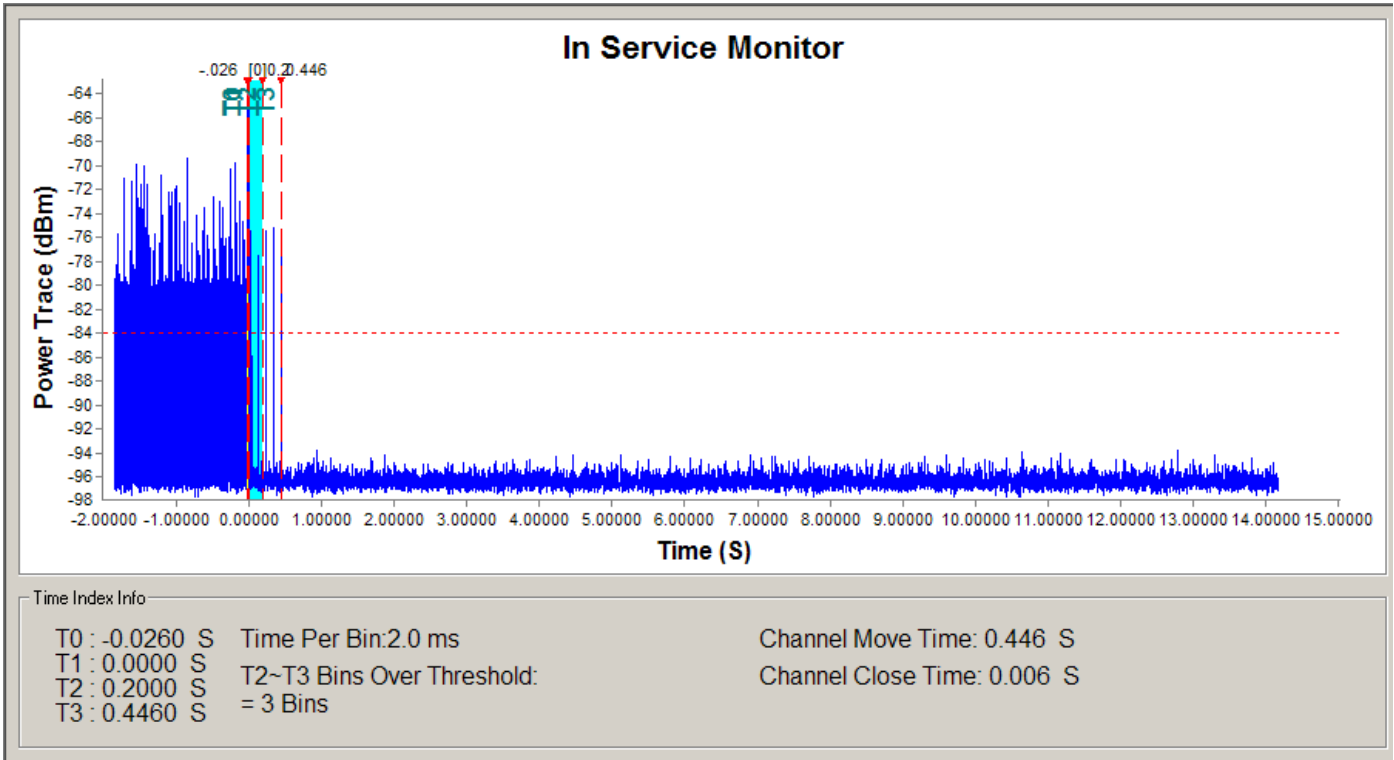 In Service Monitor
-.026 [0] 0.2 0.446
T0 T3
Power Trace (dBm)
-64
-66
-68
-70
-72
-74
-76
-78
-80
-82
-84
-86
-88
-90
-92
-94
-96
-98
-2.00000 -1.00000 0.00000 1.00000 2.00000 3.00000 4.00000 5.00000 6.00000 7.00000 8.00000 9.00000 10.00000 11.00000 12.00000 13.00000 14.00000 15.00000
Time (S)
Time Index Info
T0 : -0.0260 S
T1 : 0.0000 S
T2 : 0.2000 S
T3 : 0.4460 S
Time Per Bin:2.0 ms
T2~T3 Bins Over Threshold:
= 3 Bins
Channel Move Time: 0.446 S
Channel Close Time: 0.006 S